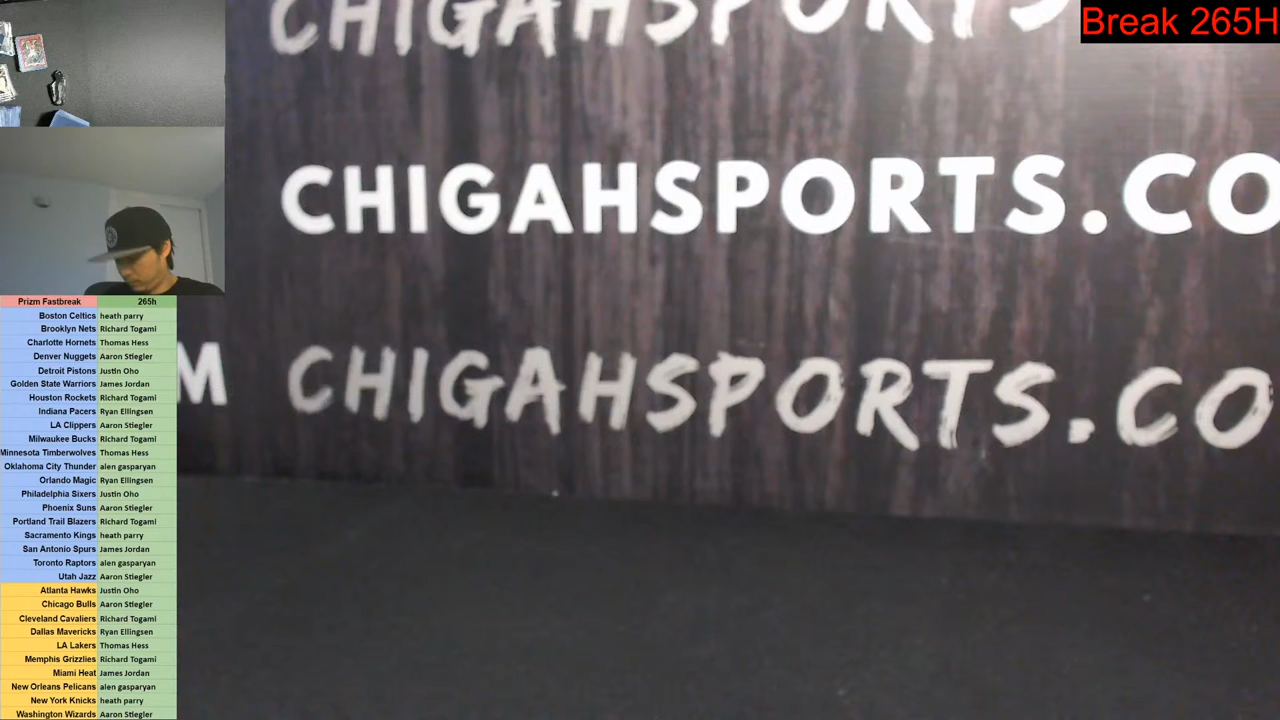 Break 265H
CHIGAHSPORTS
CHIGAHSPORTS.CO
M CHIGAHSPORTS.CO
Prizm Fastbreak 265h
Boston Celtics heath parry
Brooklyn Nets Richard Togami
Charlotte Hornets Thomas Hess
Denver Nuggets Aaron Stiegler
Detroit Pistons Justin Oho
Golden State Warriors James Jordan
Houston Rockets Richard Togami
Indiana Pacers Ryan Ellingsen
LA Clippers Aaron Stiegler
Milwaukee Bucks Richard Togami
Minnesota Timberwolves Thomas Hess
Oklahoma City Thunder alen gasparyan
Orlando Magic Ryan Ellingsen
Philadelphia Sixers Justin Oho
Phoenix Suns Aaron Stiegler
Portland Trail Blazers Richard Togami
Sacramento Kings heath parry
San Antonio Spurs James Jordan
Toronto Raptors alen gasparyan
Utah Jazz Aaron Stiegler
Atlanta Hawks Justin Oho
Chicago Bulls Aaron Stiegler
Cleveland Cavaliers Richard Togami
Dallas Mavericks Ryan Ellingsen
LA Lakers Thomas Hess
Memphis Grizzlies Richard Togami
Miami Heat James Jordan
New Orleans Pelicans alen gasparyan
New York Knicks heath parry
Washington Wizards Aaron Stiegler